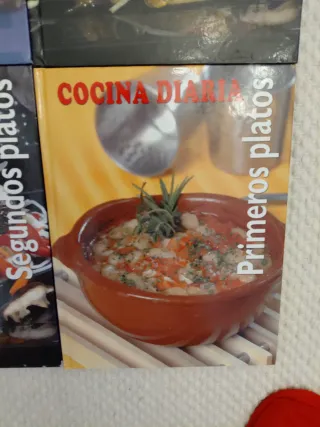 COCINA DIARIA
Primeros platos
Segundos platos